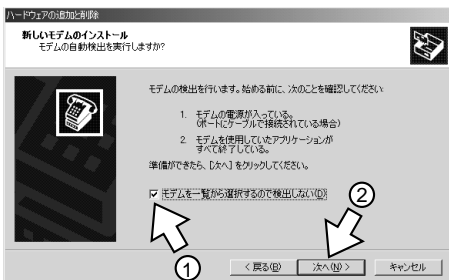 ハードウェアの追加と削除
新しいモデムのインストール
モデムの自動検出を実行しますか?
モデムの検出を行います。始める前に、次のことを確認してください:
1. モデムの電源が入っている。
(ポートにケーブルで接続されている場合)
2. モデムを使用していたアプリケーションが
すべて終了している。
準備ができたら、[次へ] をクリックしてください。
モデムを一覧から選択するので検出しない(D)
②
①
< 戻る(B)
次へ(N) >
キャンセル